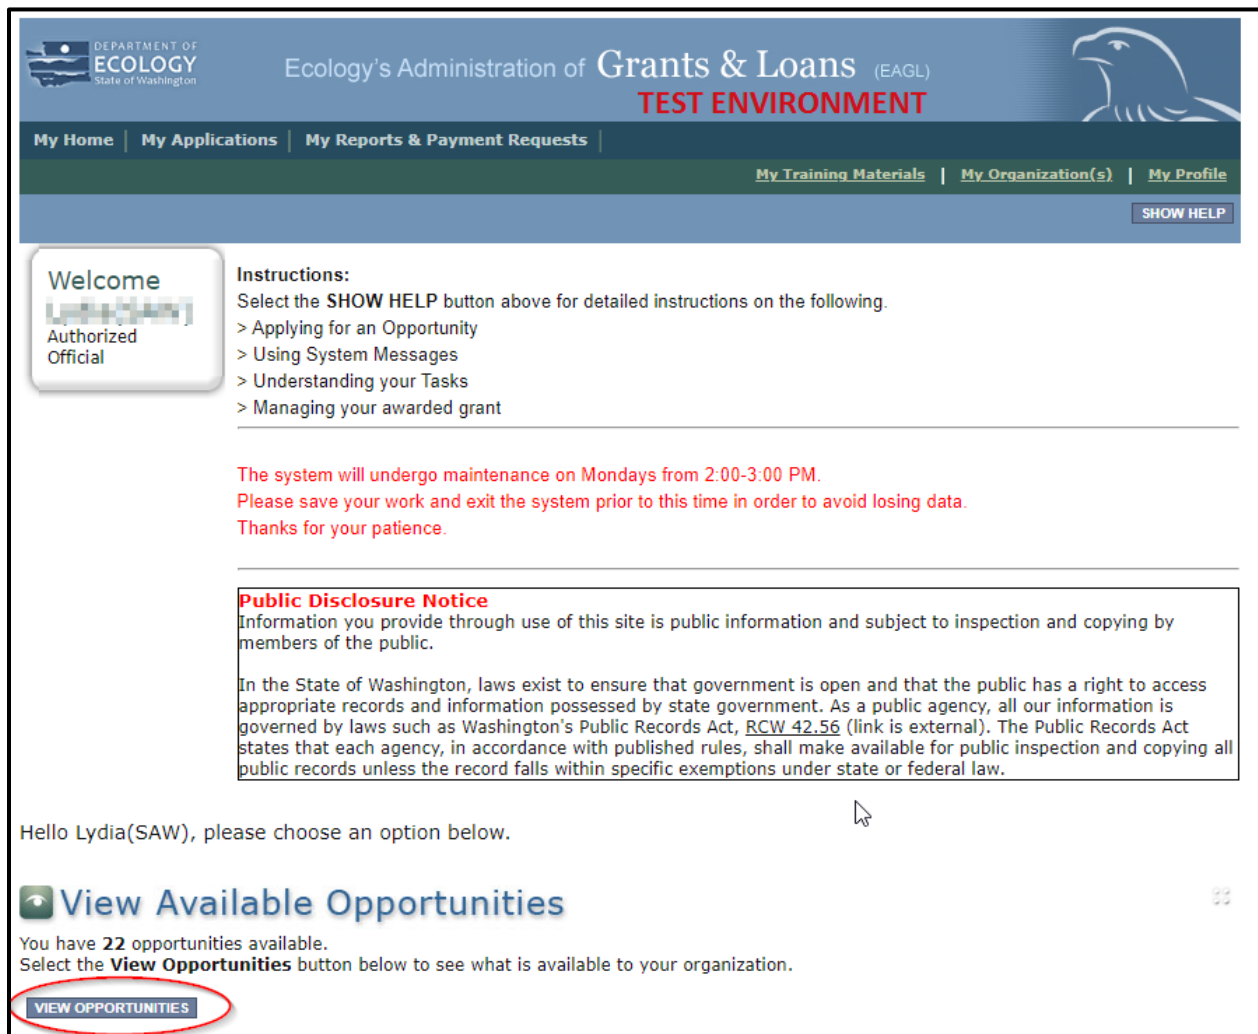 DEPARTMENT OF
ECOLOGY
State of Washington
Ecology's Administration of Grants & Loans (EAGL)
TEST ENVIRONMENT
My Home | My Applications | My Reports & Payment Requests |
My Training Materials | My Organization(s) | My Profile
SHOW HELP
Welcome
Authorized
Official
Instructions:
Select the SHOW HELP button above for detailed instructions on the following.
> Applying for an Opportunity
> Using System Messages
> Understanding your Tasks
> Managing your awarded grant
The system will undergo maintenance on Mondays from 2:00-3:00 PM.
Please save your work and exit the system prior to this time in order to avoid losing data.
Thanks for your patience.
Public Disclosure Notice
Information you provide through use of this site is public information and subject to inspection and copying by
members of the public.
In the State of Washington, laws exist to ensure that government is open and that the public has a right to access
appropriate records and information possessed by state government. As a public agency, all our information is
governed by laws such as Washington's Public Records Act, RCW 42.56 (link is external). The Public Records Act
states that each agency, in accordance with published rules, shall make available for public inspection and copying all
public records unless the record falls within specific exemptions under state or federal law.
Hello Lydia(SAW), please choose an option below.
View Available Opportunities
You have 22 opportunities available.
Select the View Opportunities button below to see what is available to your organization.
VIEW OPPORTUNITIES